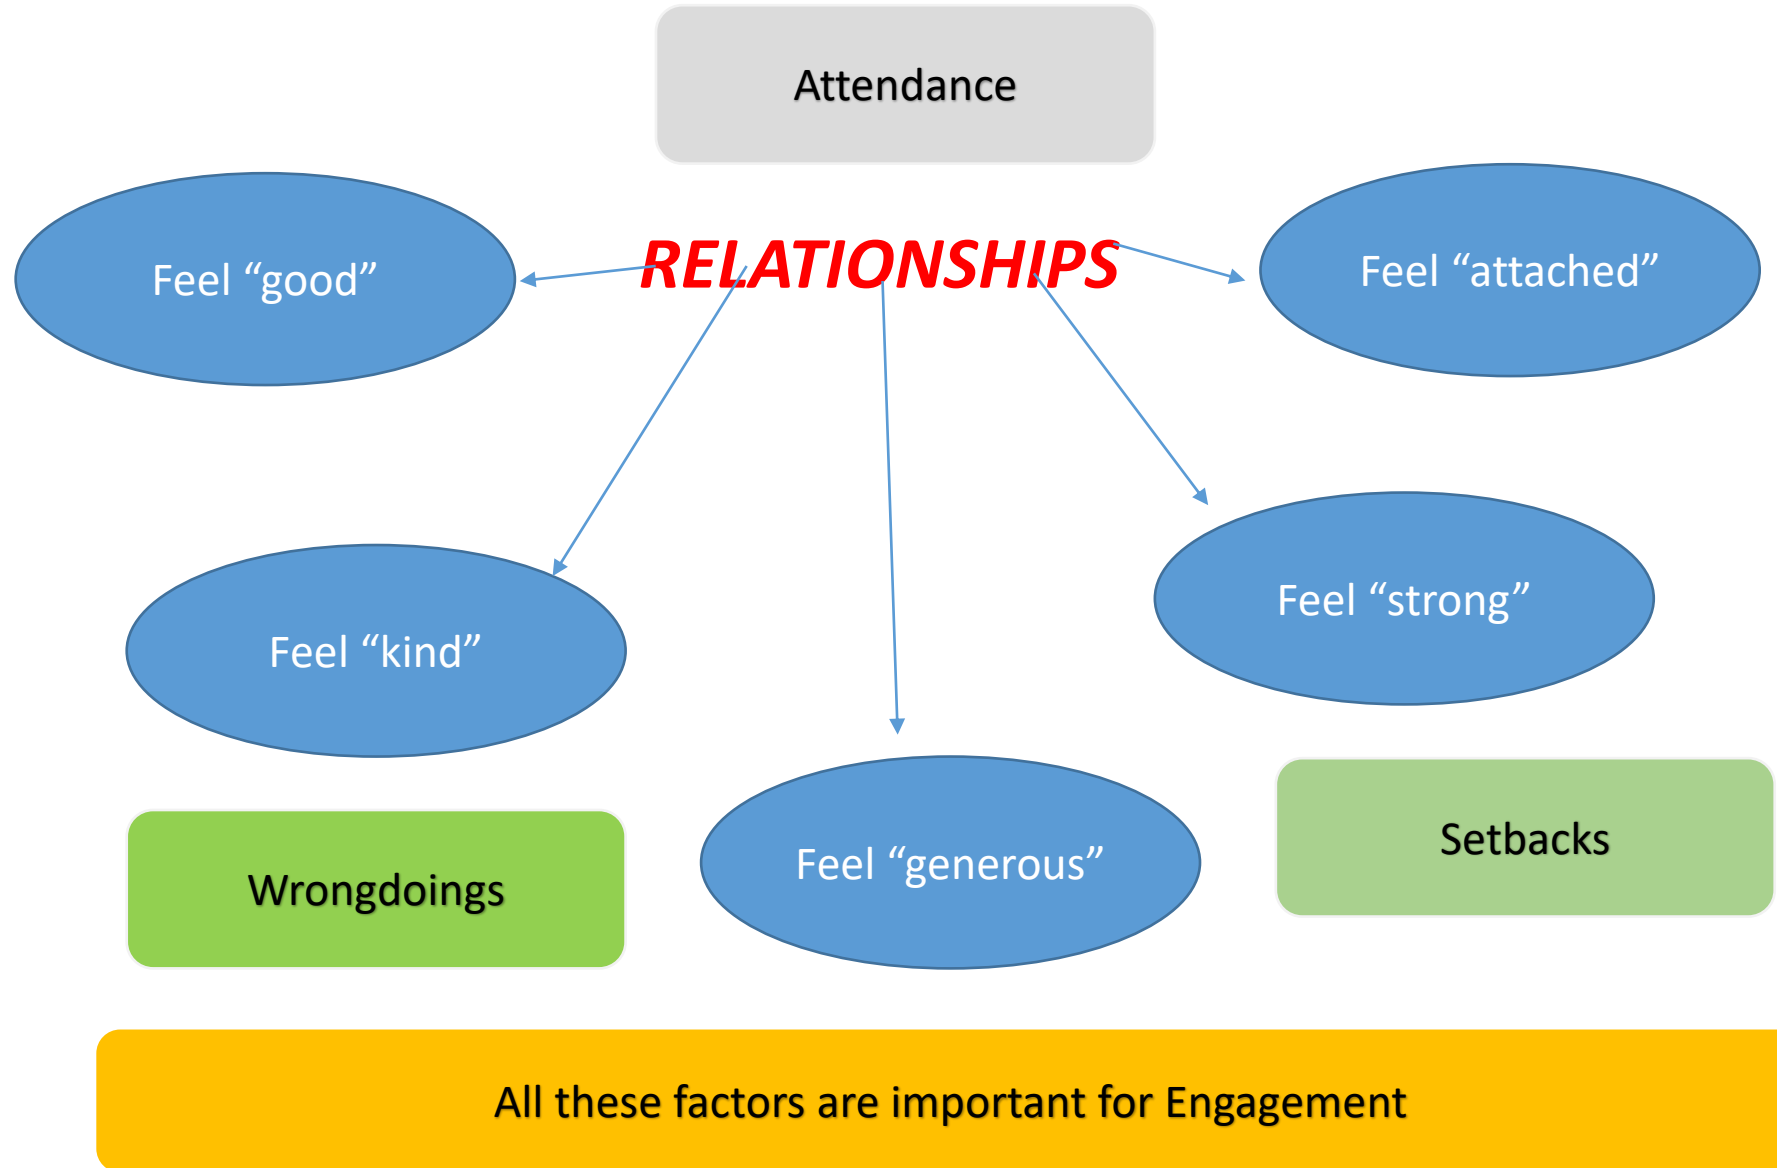 Attendance
RELATIONSHIPS
Feel “good”
Feel “attached”
Feel “kind”
Feel “strong”
Feel “generous”
Wrongdoings
Setbacks
All these factors are important for Engagement